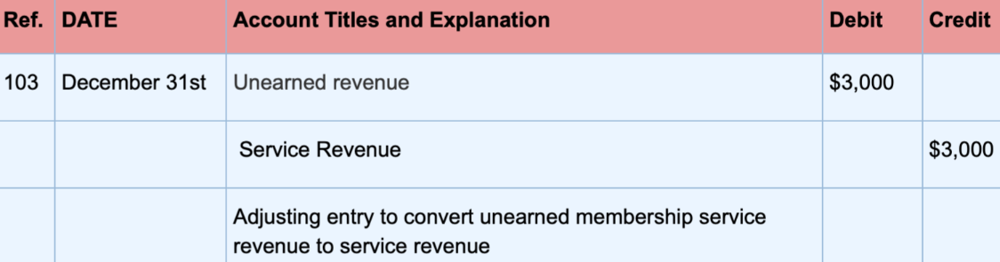 Ref. DATE Account Titles and Explanation Debit Credit
103 December 31st Unearned revenue $3,000
Service Revenue $3,000
Adjusting entry to convert unearned membership service
revenue to service revenue